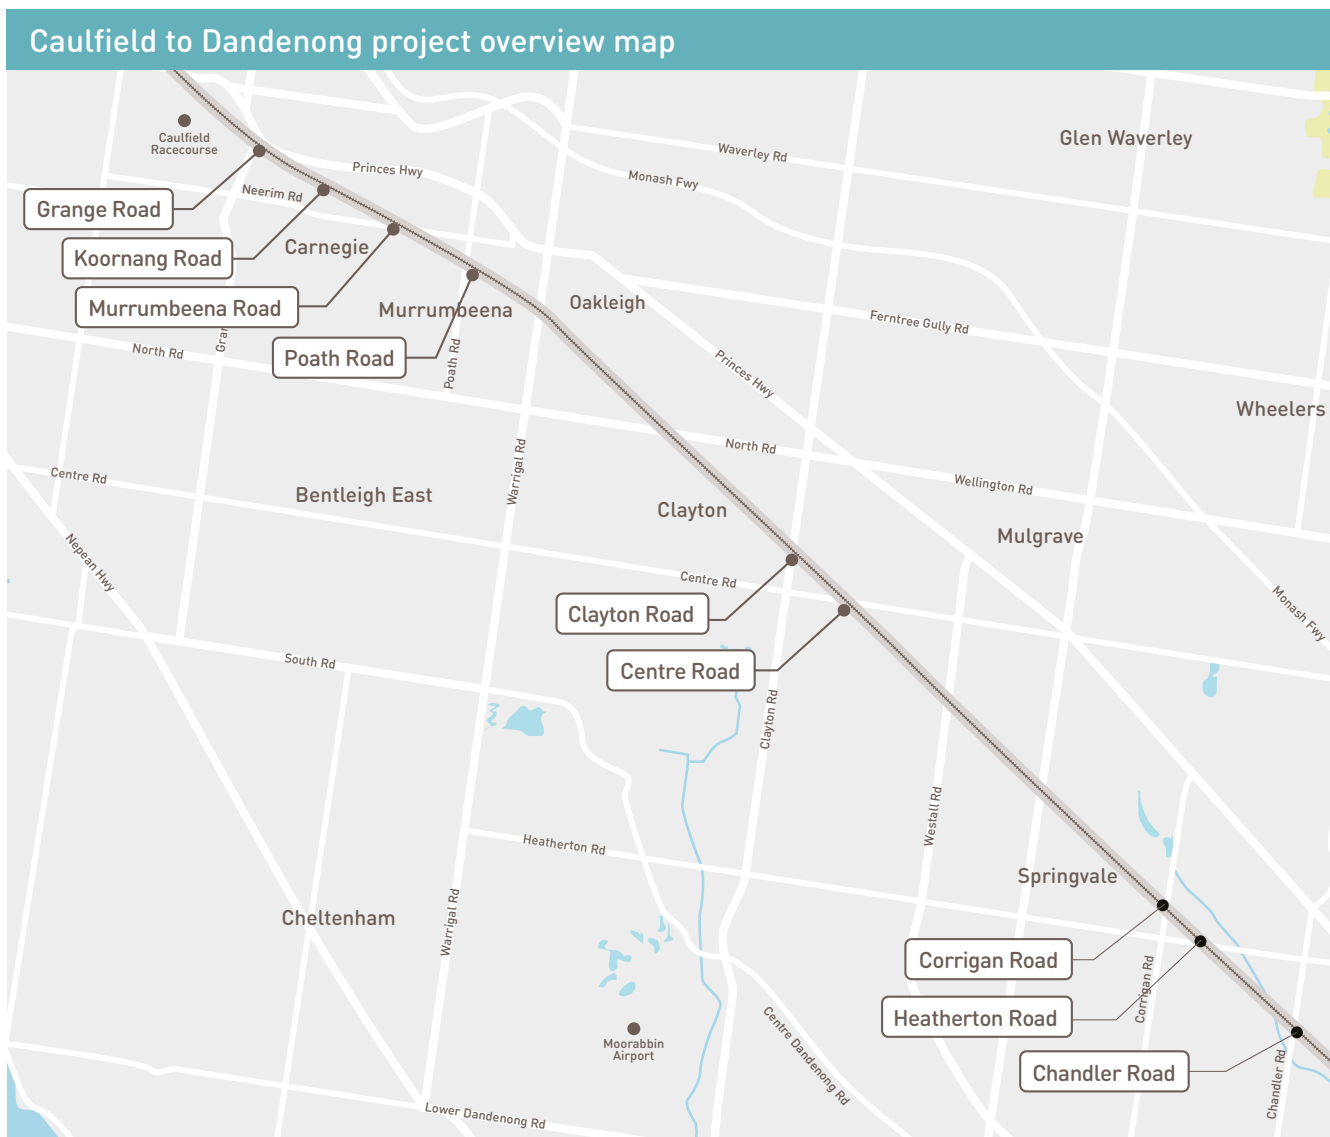 Caulfield to Dandenong project overview map
Caulfield
Racecourse
Glen Waverley
Waverley Rd
Princes Hwy
Monash Fwy
Neerim Rd
Grange Road
Carnegie
Koornang Road
Murrumbeena Road
Murrumbeena
Oakleigh
Gran
Ferntree Gully Rd
North Rd
Poath Road
Poath Rd
Princes Hwy
Wheelers
North Rd
Warrigal Rd
Centre Rd
Bentleigh East
Wellington Rd
Clayton
Mulgrave
Nepean Hwy
Centre Rd
Clayton Road
Monash Fwy
South Rd
Centre Road
Clayton Rd
Westall Rd
Heatherton Rd
Springvale
Cheltenham
Warrigal Rd
Corrigan Road
Corrigan Rd
Heatherton Road
Moorabbin
Airport
Centre Dandenong Rd
Chandler Road
Chandler Rd
Lower Dandenong Rd